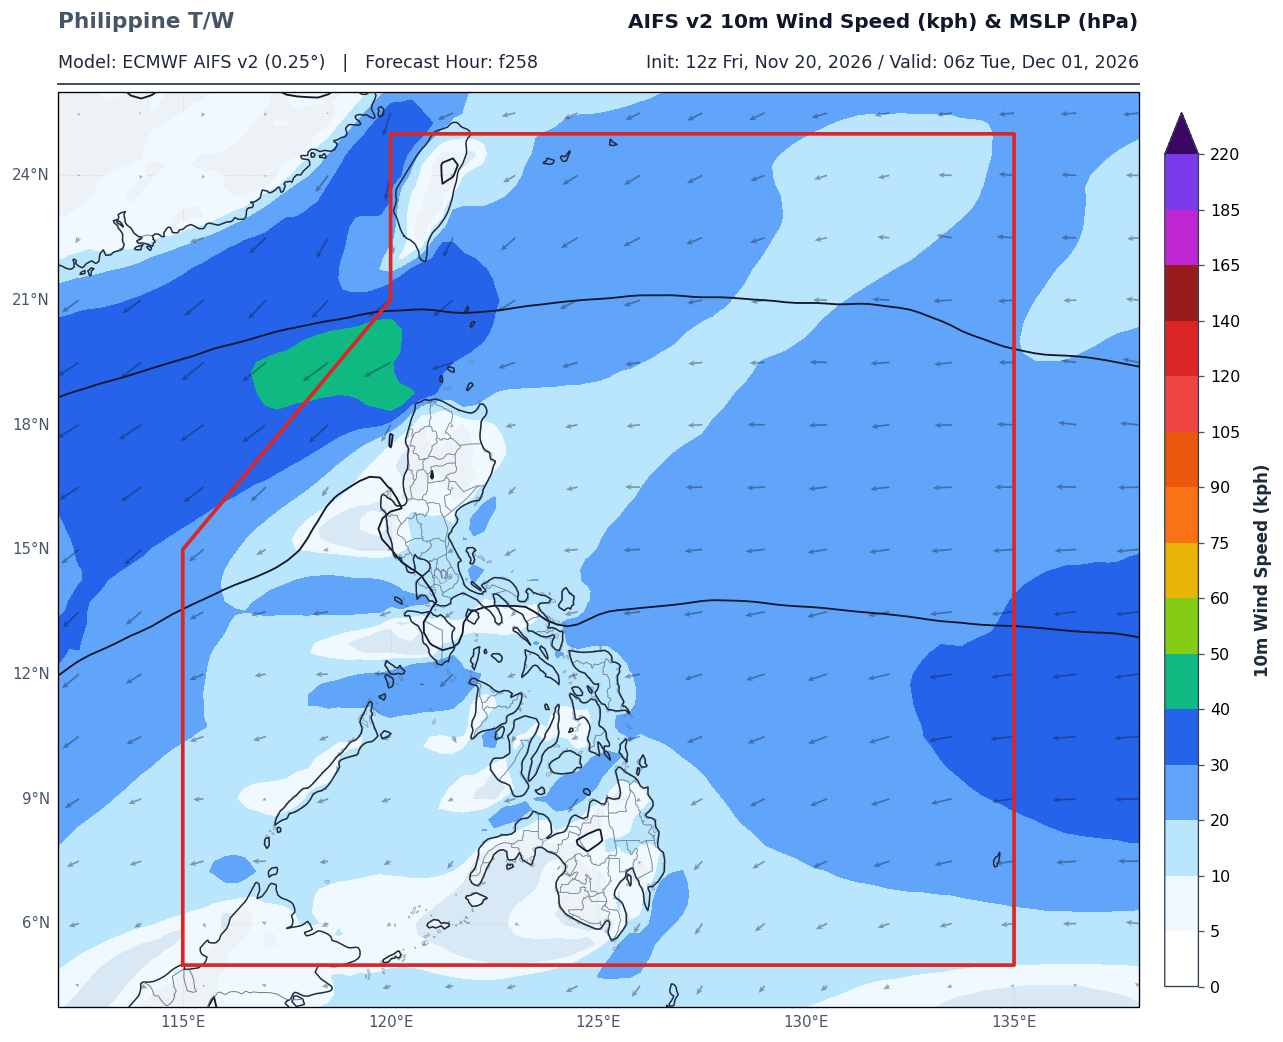 Philippine T/W
AIFS v2 10m Wind Speed (kph) & MSLP (hPa)
Model: ECMWF AIFS v2 (0.25°) | Forecast Hour: f258
Init: 12z Fri, Nov 20, 2026 / Valid: 06z Tue, Dec 01, 2026
24°N
21°N
18°N
15°N
12°N
9°N
6°N
115°E
120°E
125°E
130°E
135°E
220
185
165
140
120
105
90
75
60
50
40
30
20
10
5
0
10m Wind Speed (kph)